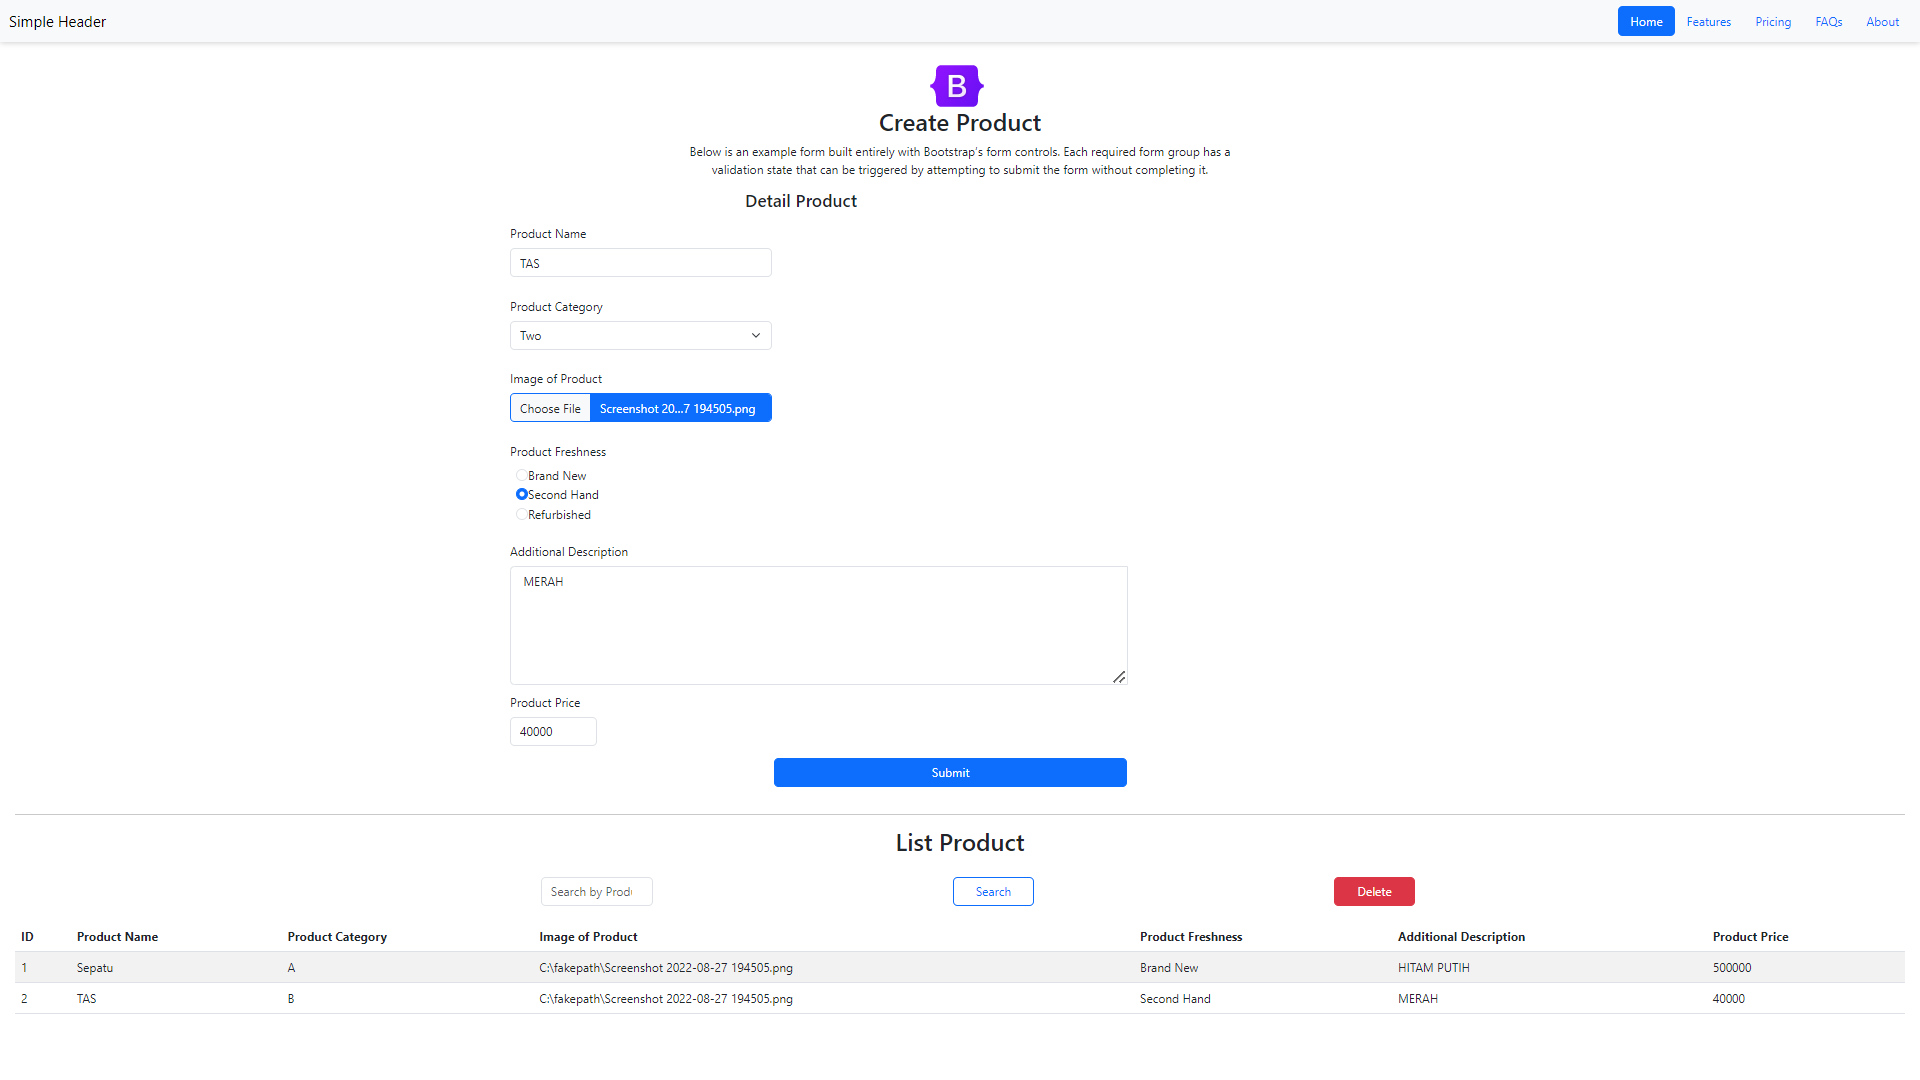 Simple Header
Home
Features
Pricing
FAQs
About
B
Create Product
Below is an example form built entirely with Bootstrap's form controls. Each required form group has a
validation state that can be triggered by attempting to submit the form without completing it.
Detail Product
Product Name
TAS
Product Category
Two
Image of Product
Choose File Screenshot 20...7 194505.png
Product Freshness
Brand New
Second Hand
Refurbished
Additional Description
MERAH
Product Price
40000
Submit
List Product
Search by Prod
Search
Delete
ID Product Name Product Category Image of Product Product Freshness Additional Description Product Price
1 Sepatu A C:\fakepath\Screenshot 2022-08-27 194505.png Brand New HITAM PUTIH 500000
2 TAS B C:\fakepath\Screenshot 2022-08-27 194505.png Second Hand MERAH 40000